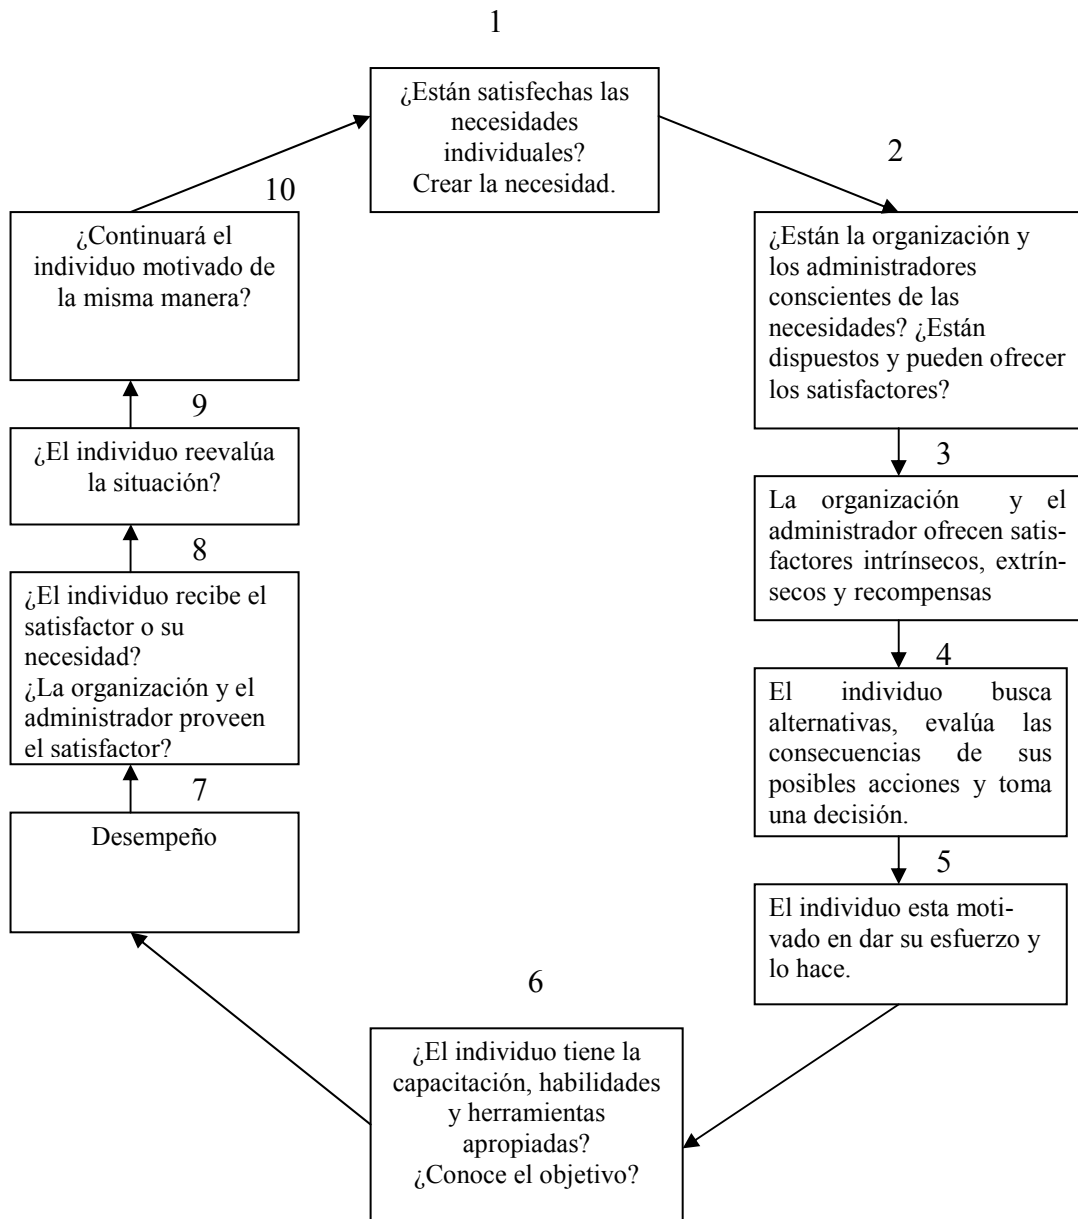 1
¿Están satisfechas las
necesidades
individuales?
Crear la necesidad.
2
¿Están la organización y
los administradores
conscientes de las
necesidades? ¿Están
dispuestos y pueden ofrecer
los satisfactores?
3
La organización y el
administrador ofrecen satis-
factores intrínsecos, extrín-
secos y recompensas
4
El individuo busca
alternativas, evalúa las
consecuencias de sus
posibles acciones y toma
una decisión.
5
El individuo esta moti-
vado en dar su esfuerzo y
lo hace.
6
¿El individuo tiene la
capacitación, habilidades
y herramientas
apropiadas?
¿Conoce el objetivo?
7
Desempeño
8
¿El individuo recibe el
satisfactor o su
necesidad?
¿La organización y el
administrador proveen
el satisfactor?
9
¿El individuo reevalúa
la situación?
10
¿Continuará el
individuo motivado de
la misma manera?